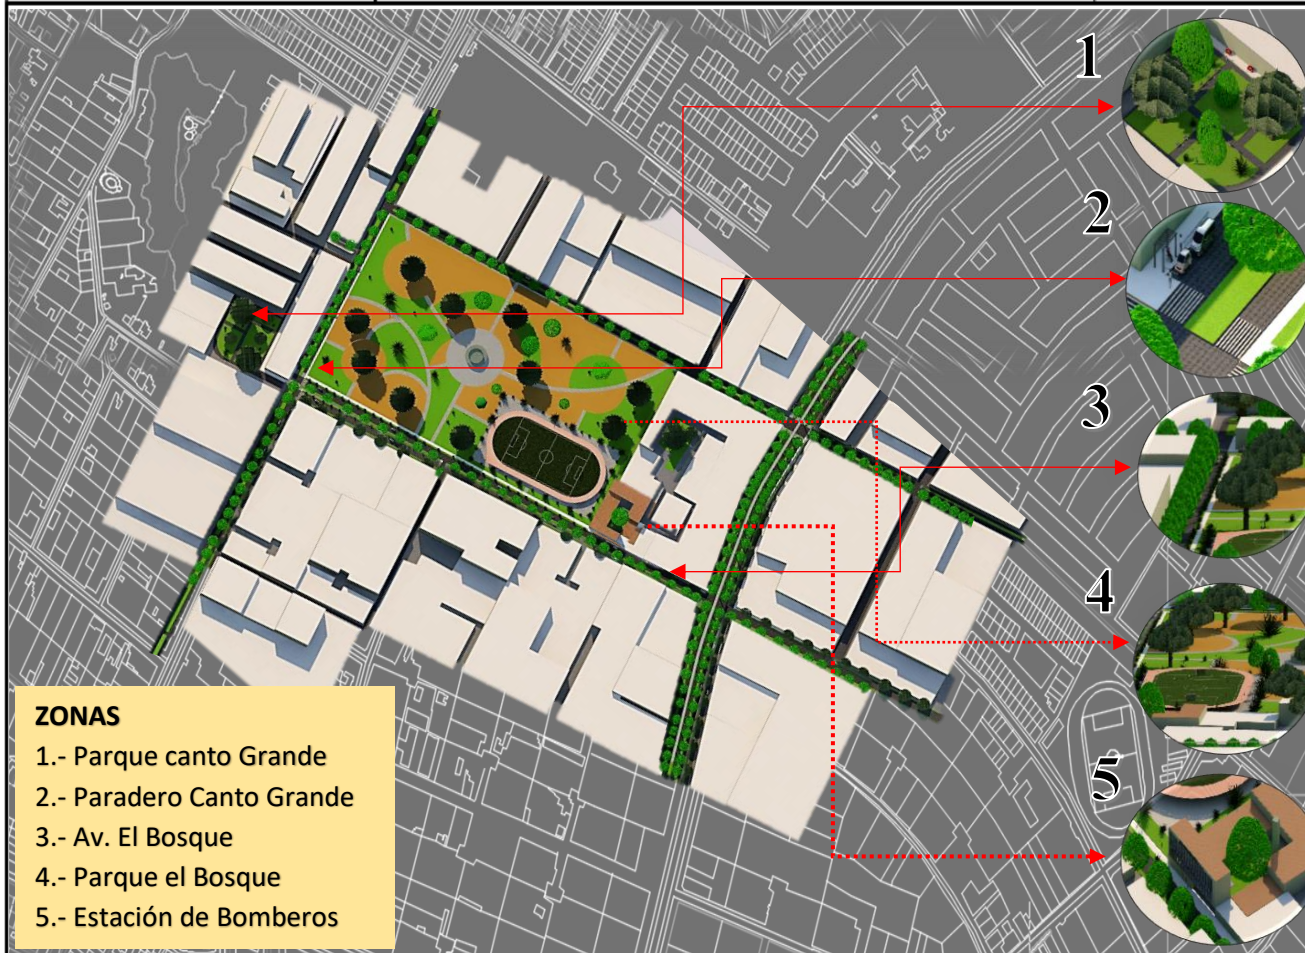 1
2
3
4
5
ZONAS
1.- Parque canto Grande
2.- Paradero Canto Grande
3.- Av. El Bosque
4.- Parque el Bosque
5.- Estación de Bomberos